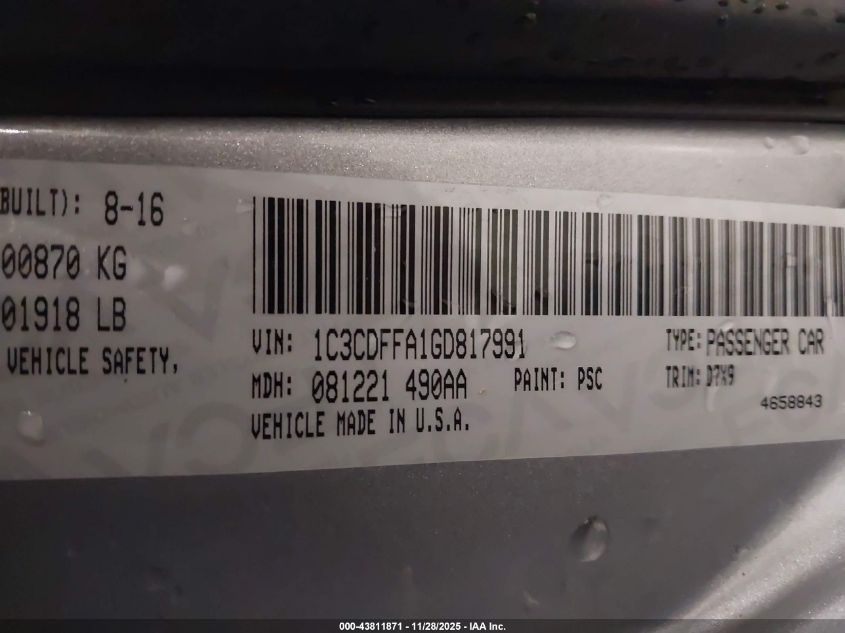 BUILT): 8-16
00870 KG
01918 LB
VEHICLE SAFETY,
VIN: 1C3CDFFA1GD817991
TYPE: PASSENGER CAR
MDH: 081221 490AA
PAINT: PSC
TRIM: D7X9
4658843
VEHICLE MADE IN U.S.A.
000-43811871 - 11/28/2025 - IAA Inc.